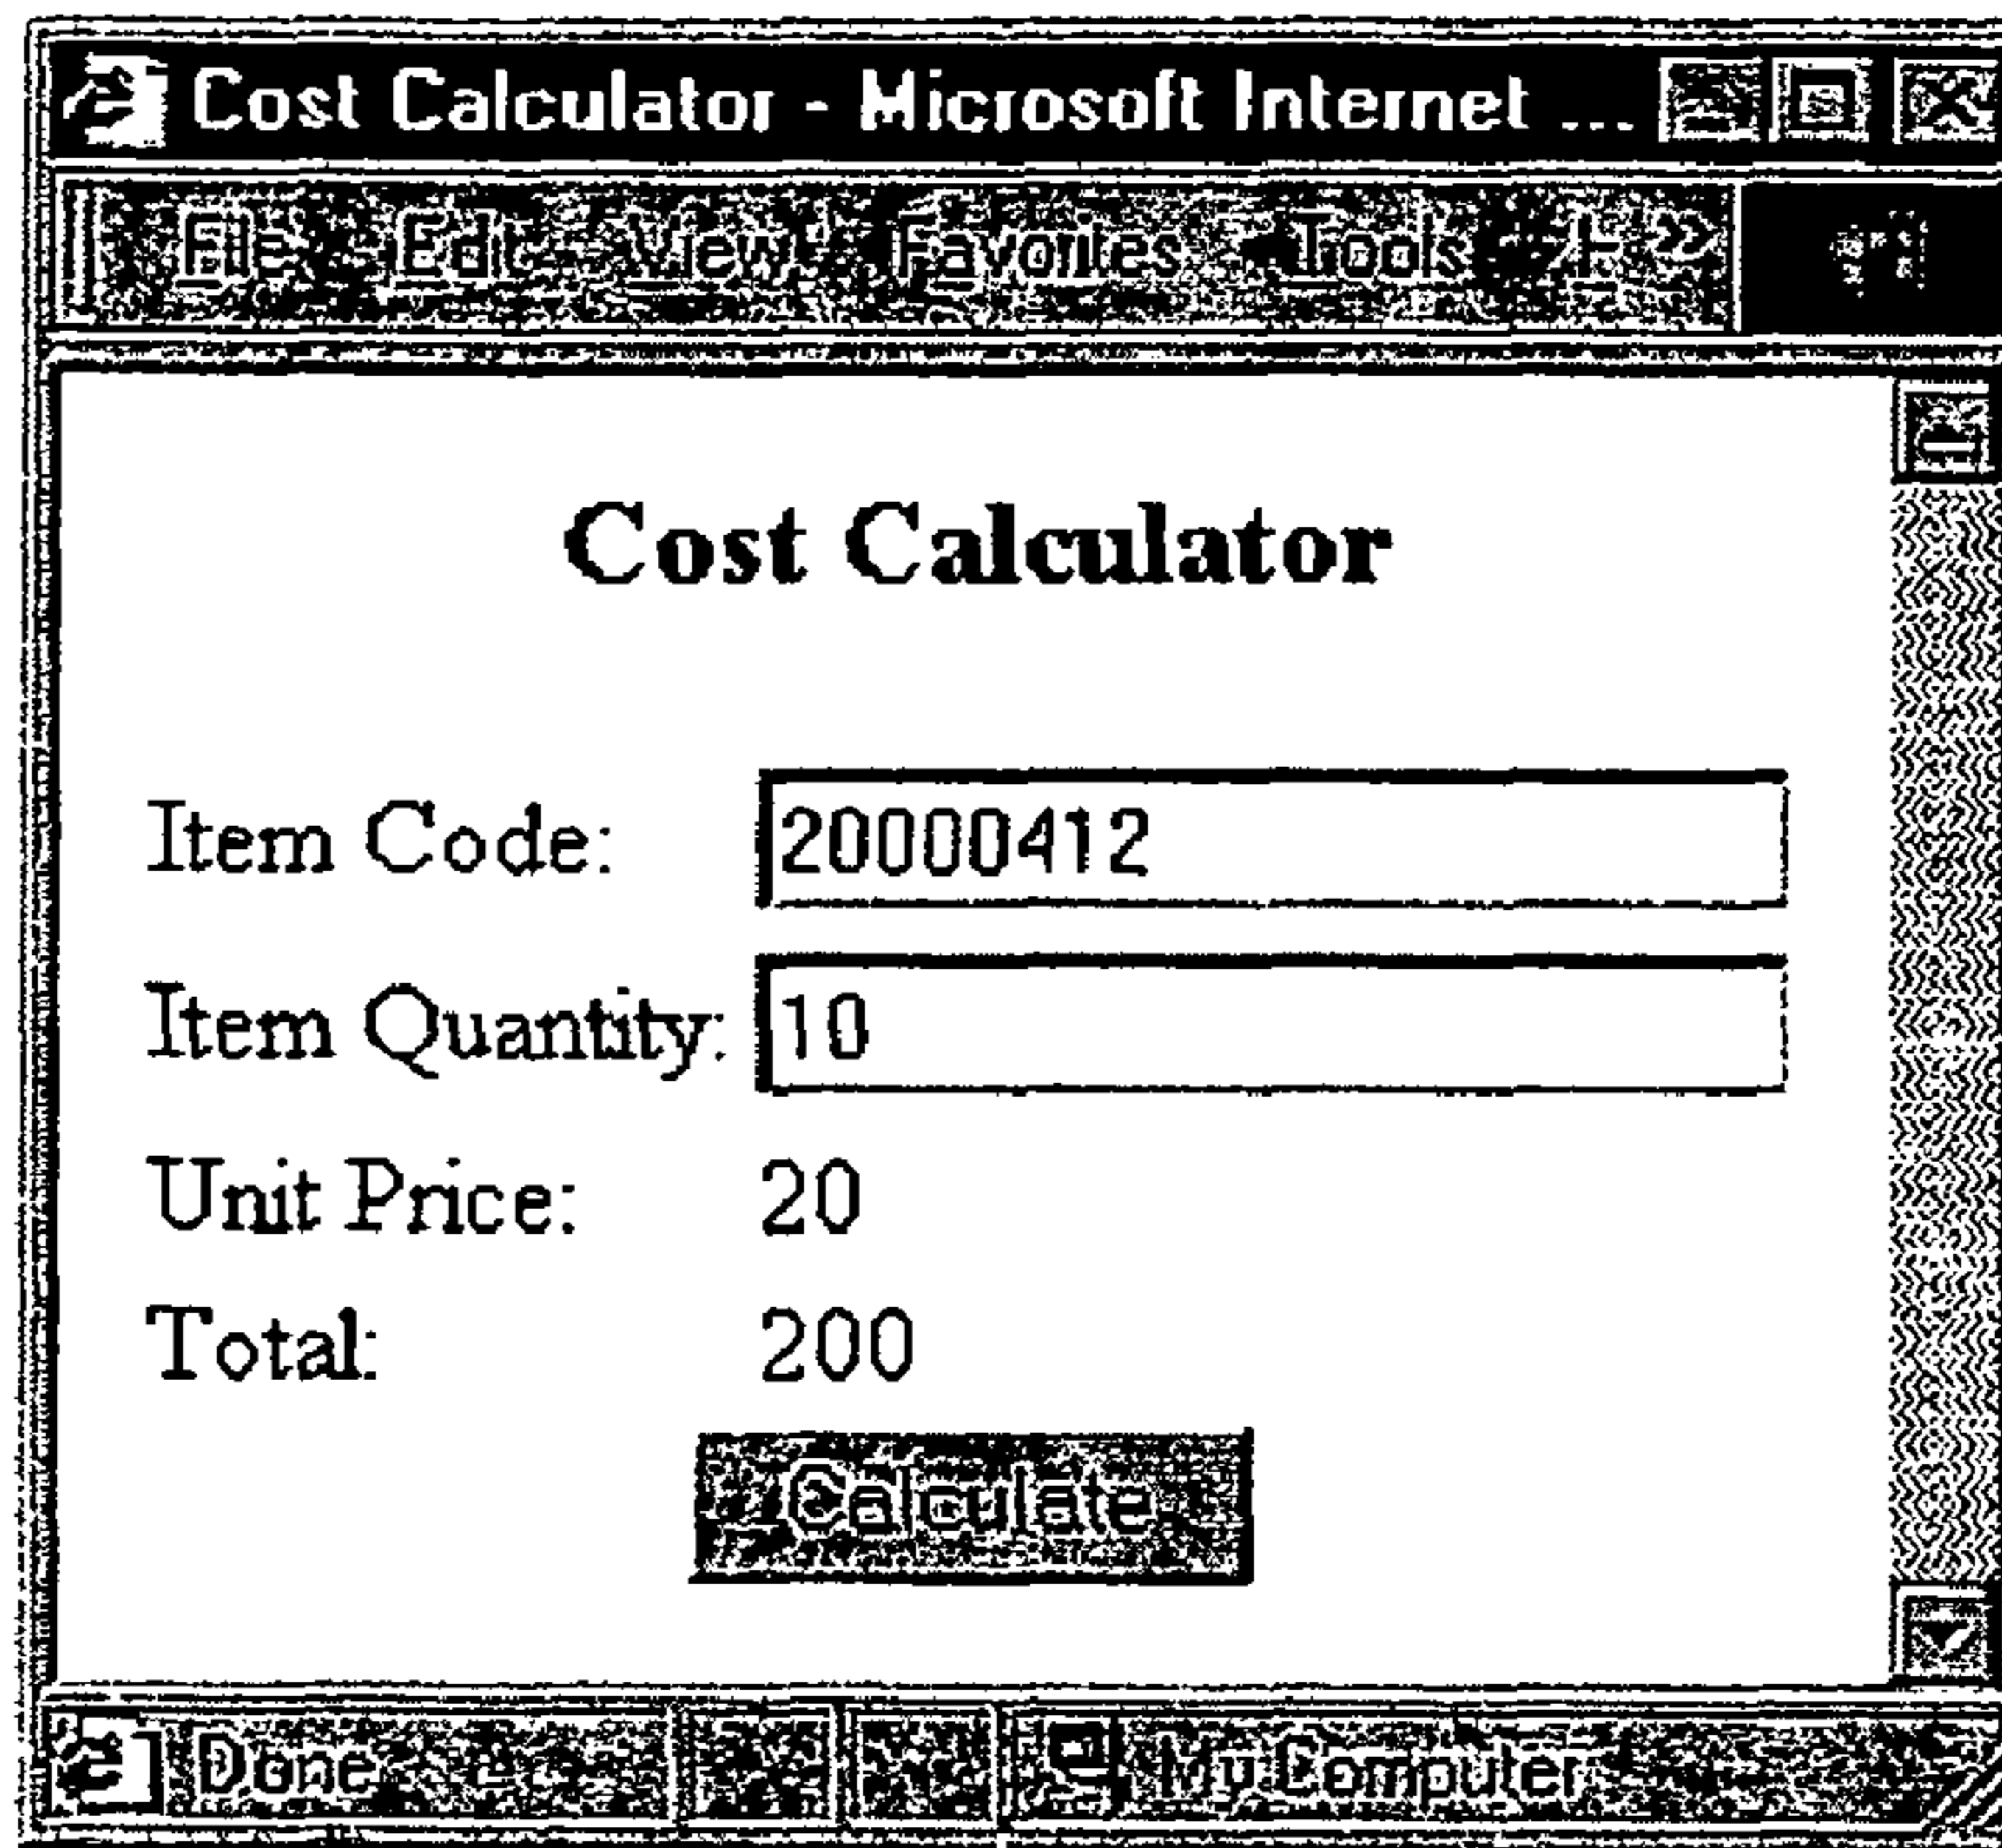 Cost Calculator - Microsoft Internet ...
File Edit View Favorites Tools »
Cost Calculator
Item Code: 20000412
Item Quantity: 10
Unit Price: 20
Total: 200
Calculate
Done My Computer